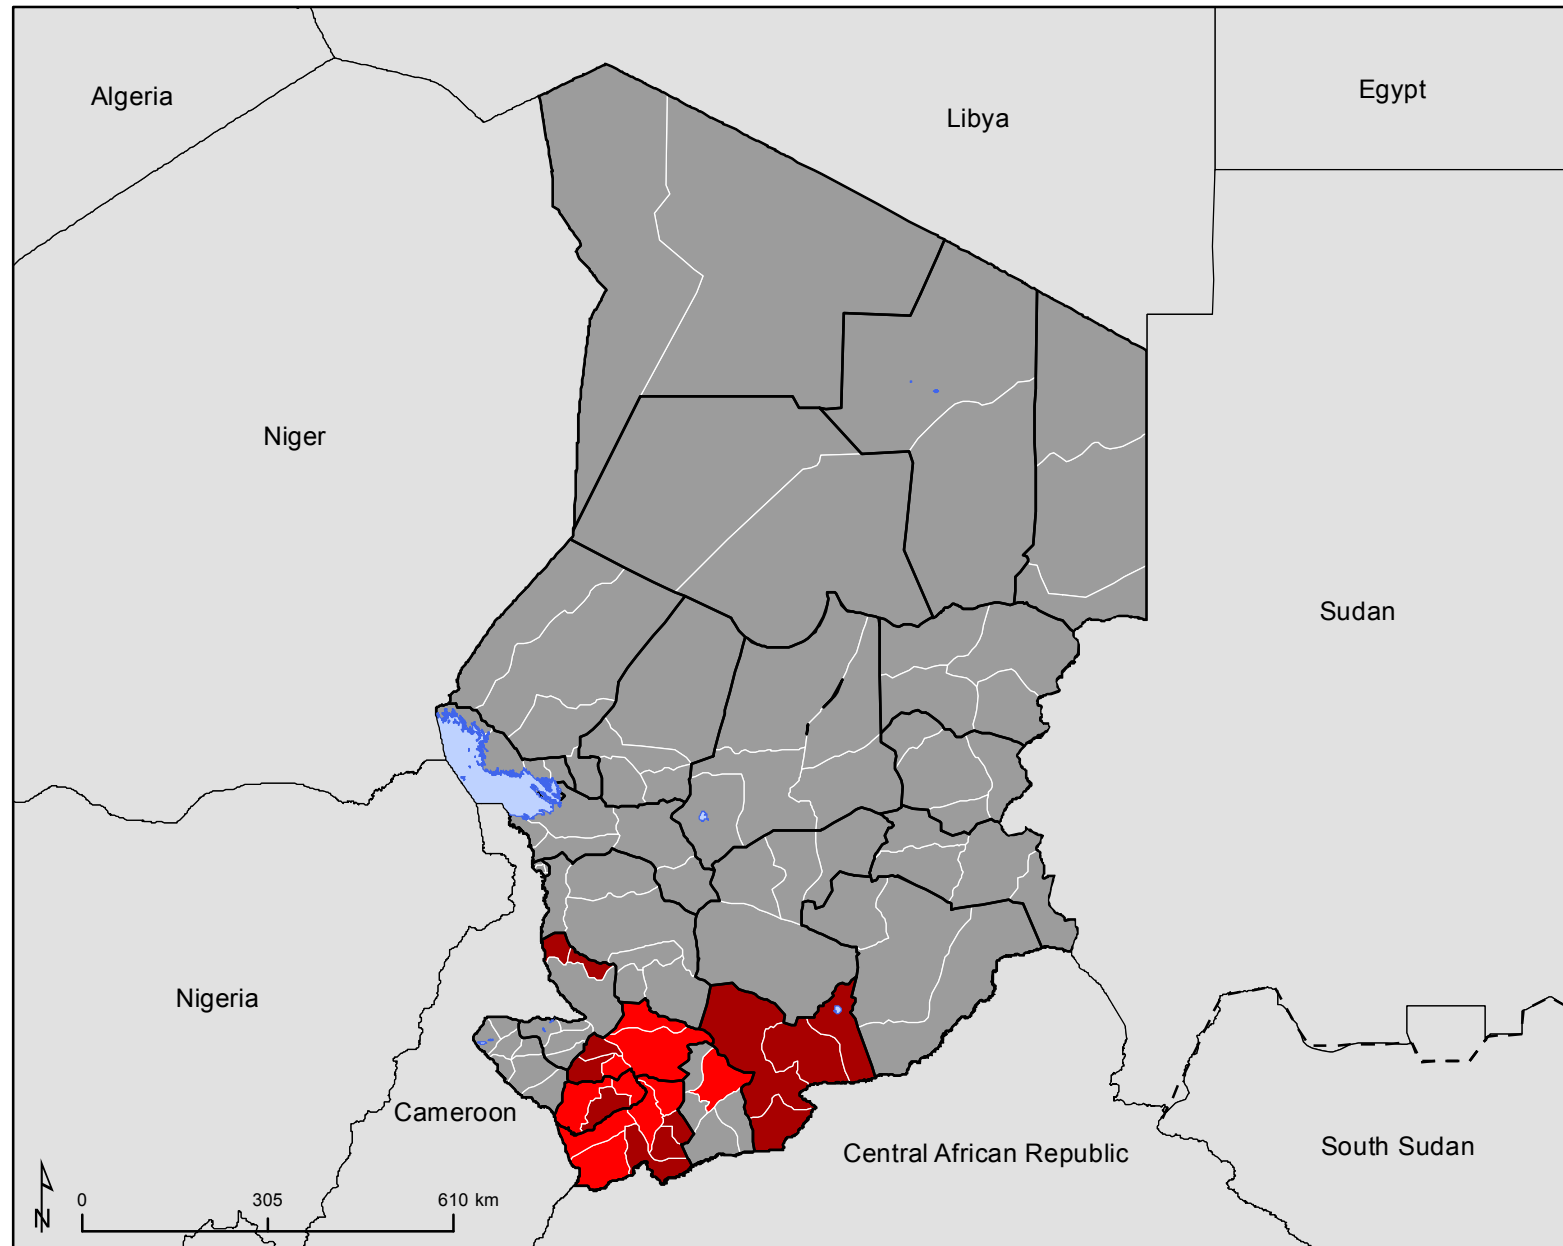 Algeria
Libya
Egypt
Niger
Sudan
Nigeria
Cameroon
Central African Republic
South Sudan
N
0 305 610 km